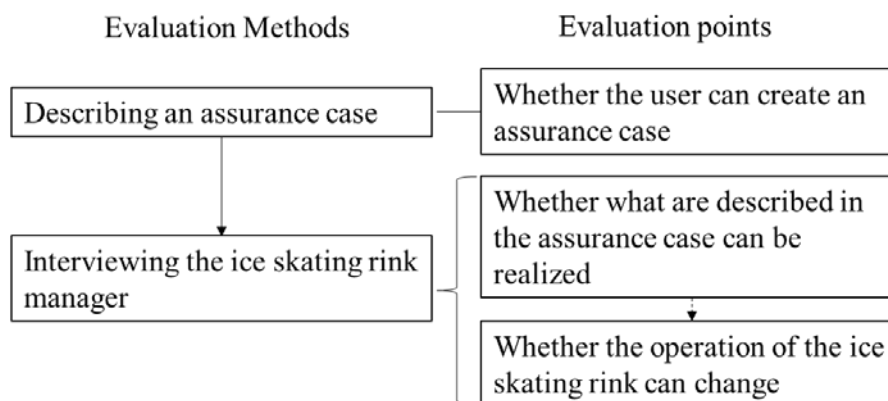 Evaluation Methods
Evaluation points
Describing an assurance case
Whether the user can create an
assurance case
Interviewing the ice skating rink
manager
Whether what are described in
the assurance case can be
realized
Whether the operation of the ice
skating rink can change